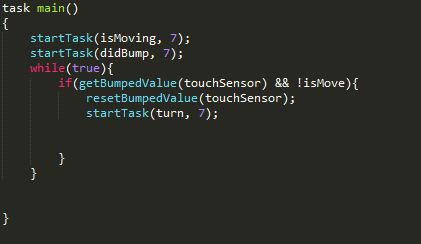 task main()
{
    startTask(isMoving, 7);
    startTask(didBump, 7);
    while(true){
        if(getBumpedValue(touchSensor) && !isMove){
            resetBumpedValue(touchSensor);
            startTask(turn, 7);
        }
    }
}